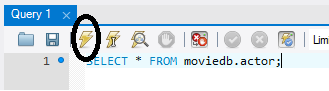 Query 1
Lim
1
SELECT * FROM moviedb.actor;